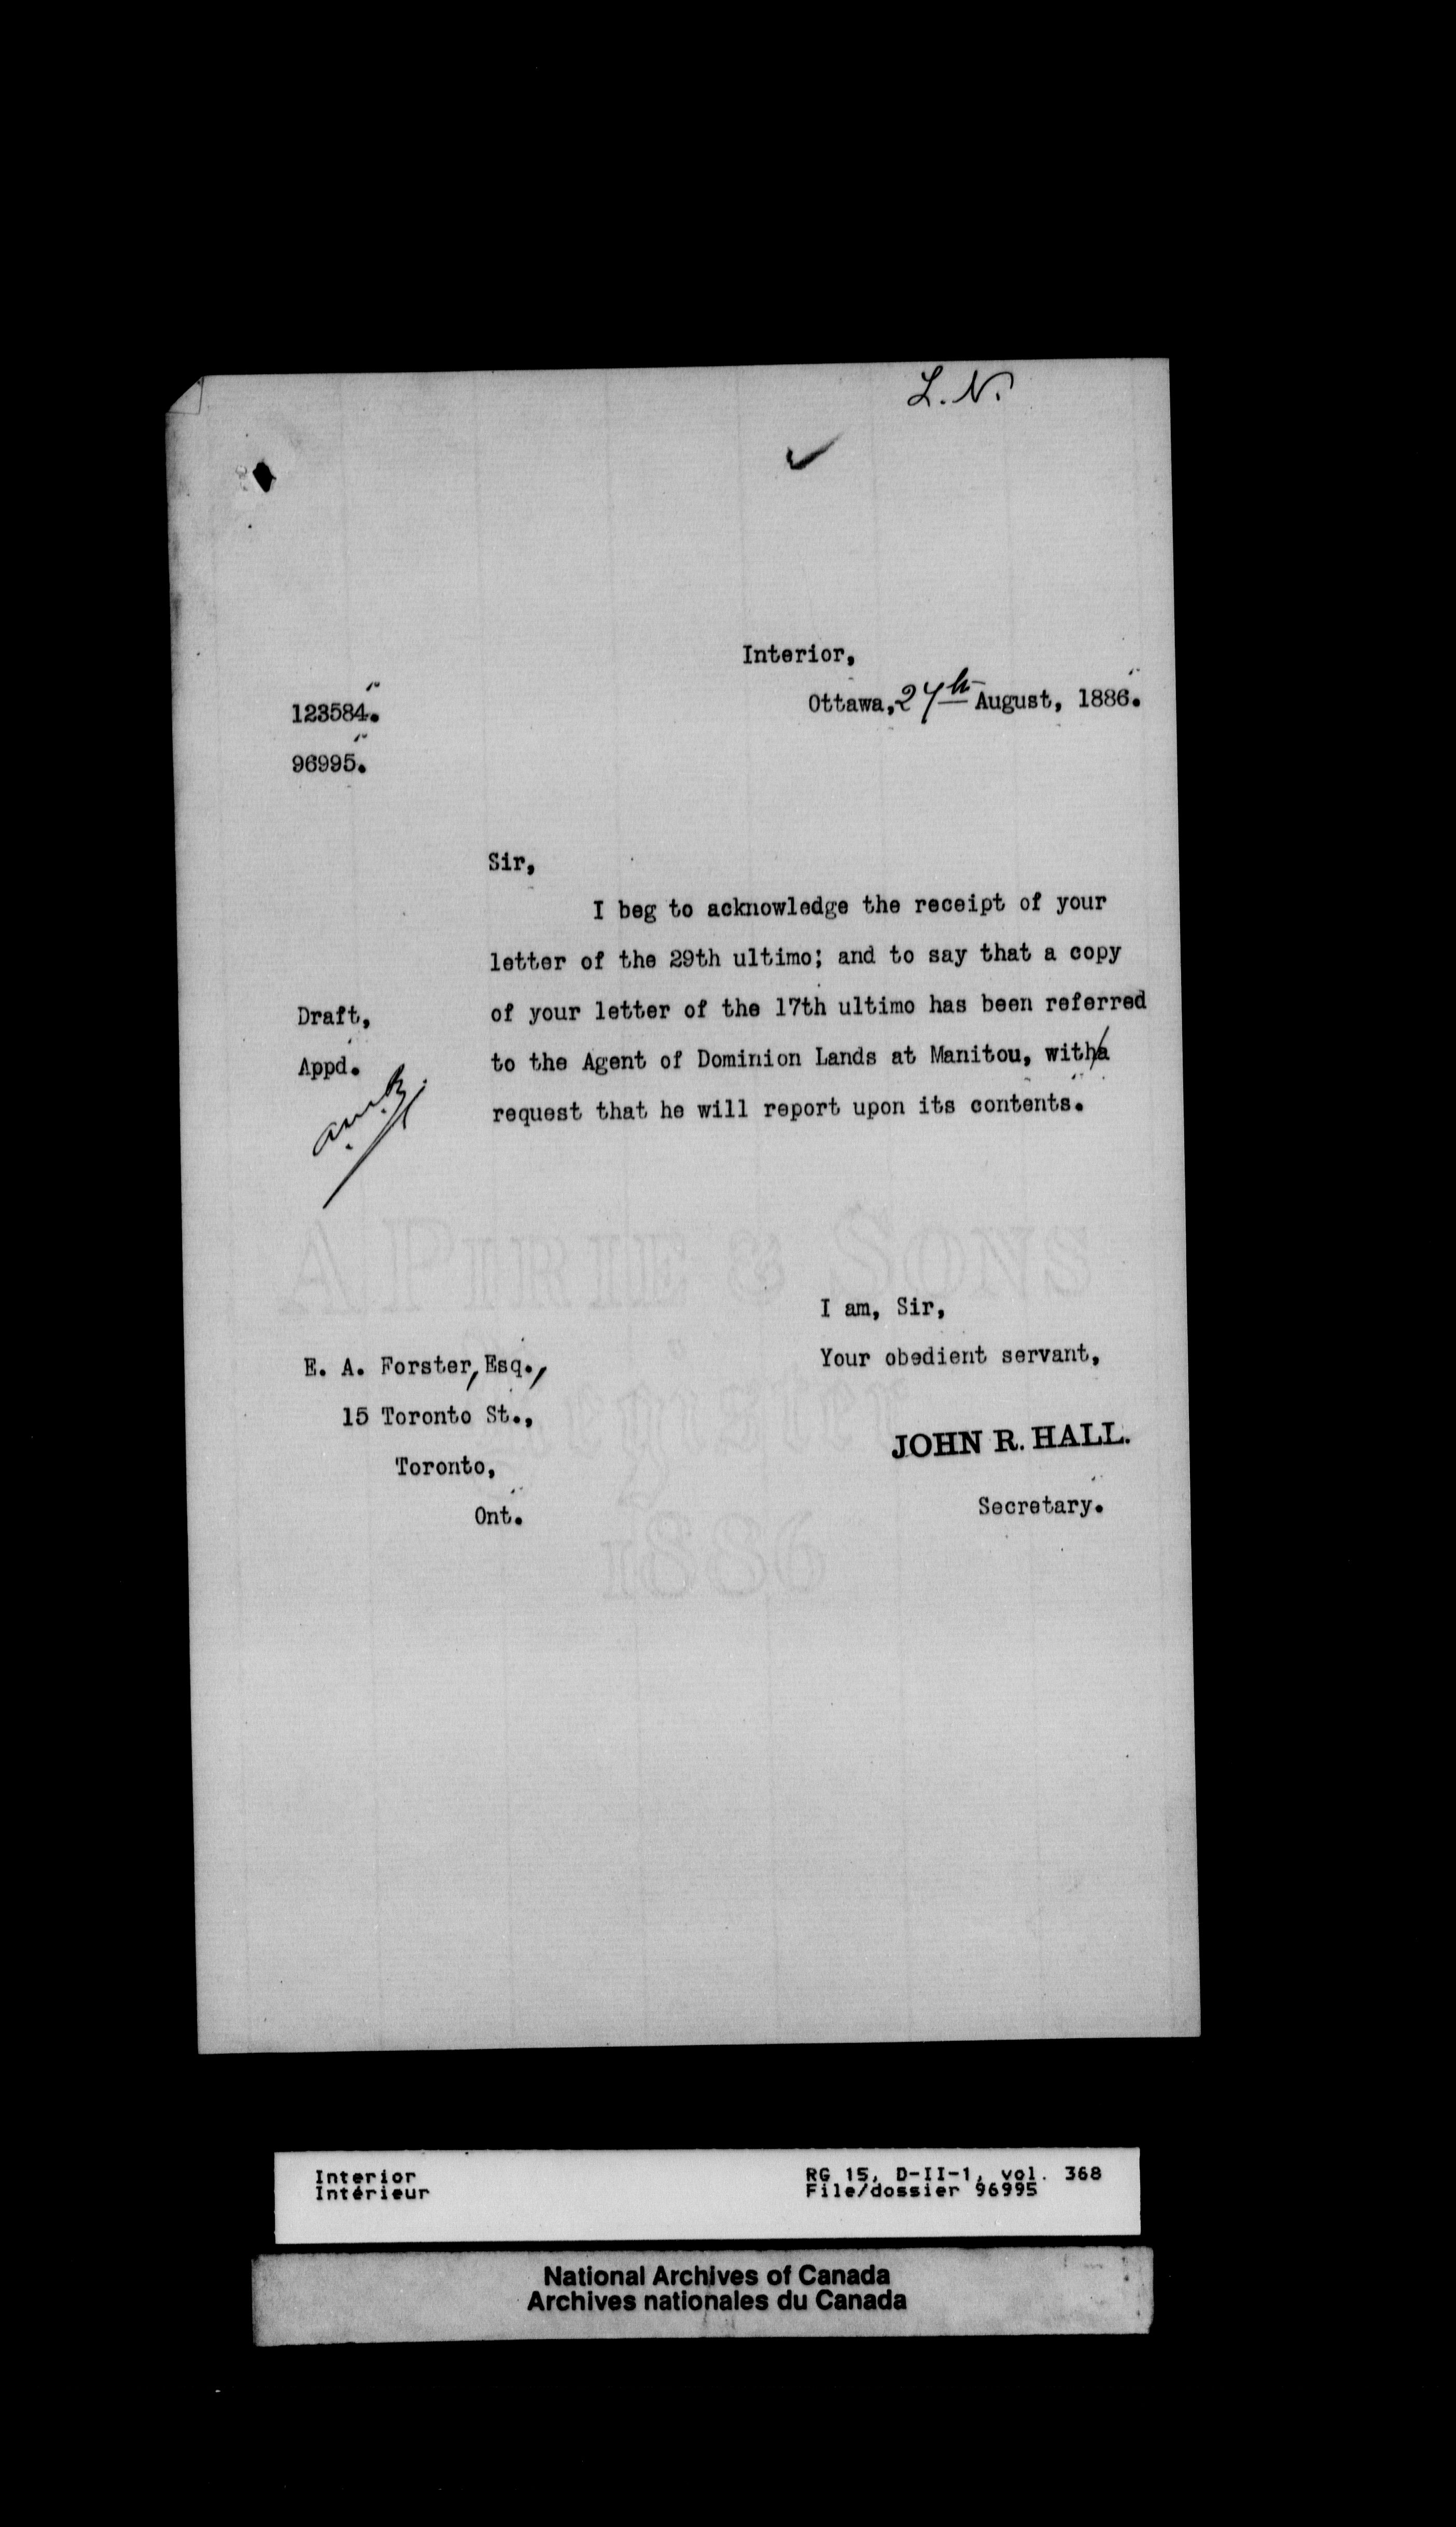 L. N.
Interior,
Ottawa, 24th August, 1886.
123584.
96995.
Sir,
I beg to acknowledge the receipt of your
letter of the 29th ultimo; and to say that a copy
of your letter of the 17th ultimo has been referred
to the Agent of Dominion Lands at Manitou, with/a
request that he will report upon its contents.
Draft,
Appd.
A PIRIE & SONS
Register
1886
I am, Sir,
Your obedient servant,
JOHN R. HALL.
Secretary.
E. A. Forster, Esq.,
15 Toronto St.,
Toronto,
Ont.
Interior
Intérieur
RG 15, D-II-1, vol. 368
File/dossier 96995
National Archives of Canada
Archives nationales du Canada